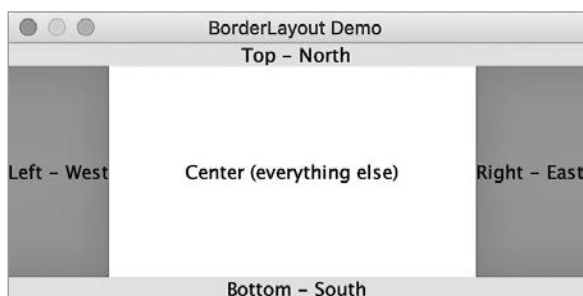 BorderLayout Demo
Top – North
Left – West
Center (everything else)
Right – East
Bottom – South